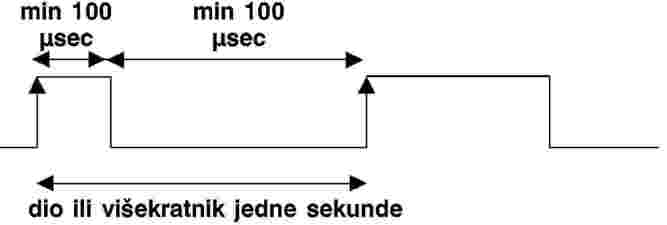 min 100
µsec
min 100
µsec
dio ili višekratnik jedne sekunde